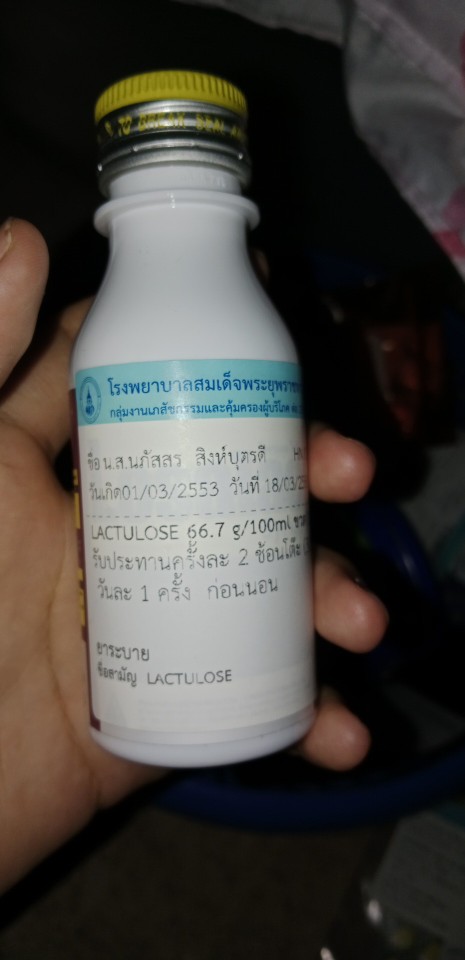 TO BREAK SEAL
โรงพยาบาลสมเด็จพระยุพราช
กลุ่มงานเภสัชกรรมและคุ้มครองผู้บริโภค
ชื่อ น.ส.นภัสสร สิงห์บุตรดี
วันเกิด01/03/2553 วันที่ 18/03/
LACTULOSE 66.7 g/100ml ขวด
รับประทานครั้งละ 2 ช้อนโต๊ะ
วันละ 1 ครั้ง ก่อนนอน
ยาระบาย
ชื่อสามัญ LACTULOSE